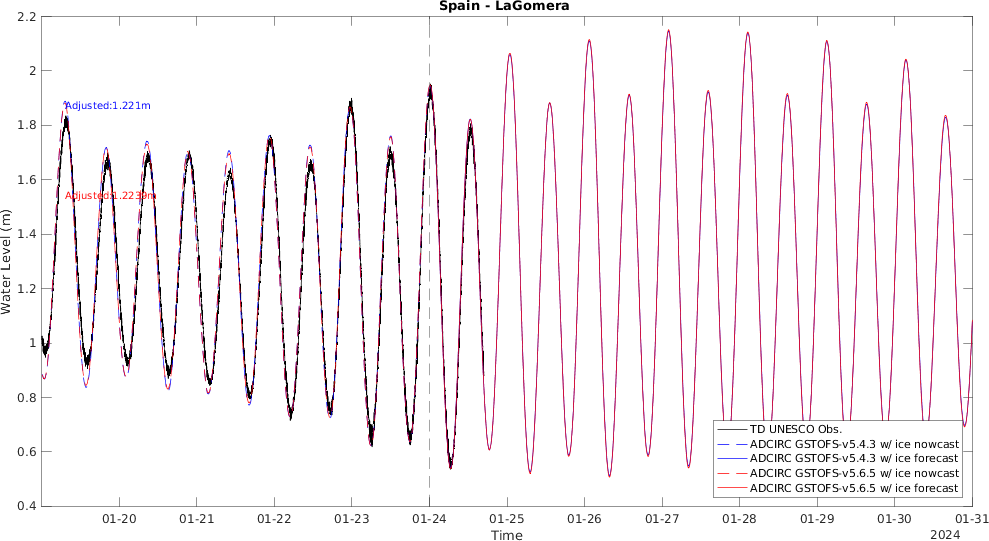 Spain - LaGomera
2.2
2
1.8
1.6
1.4
1.2
1
0.8
0.6
0.4
Water Level (m)
Adjusted:1.221m
Adjusted:1.2239m
TD UNESCO Obs.
ADCIRC GSTOFS-v5.4.3 w/ ice nowcast
ADCIRC GSTOFS-v5.4.3 w/ ice forecast
ADCIRC GSTOFS-v5.6.5 w/ ice nowcast
ADCIRC GSTOFS-v5.6.5 w/ ice forecast
01-20 01-21 01-22 01-23 01-24 01-25 01-26 01-27 01-28 01-29 01-30 01-31
Time
2024